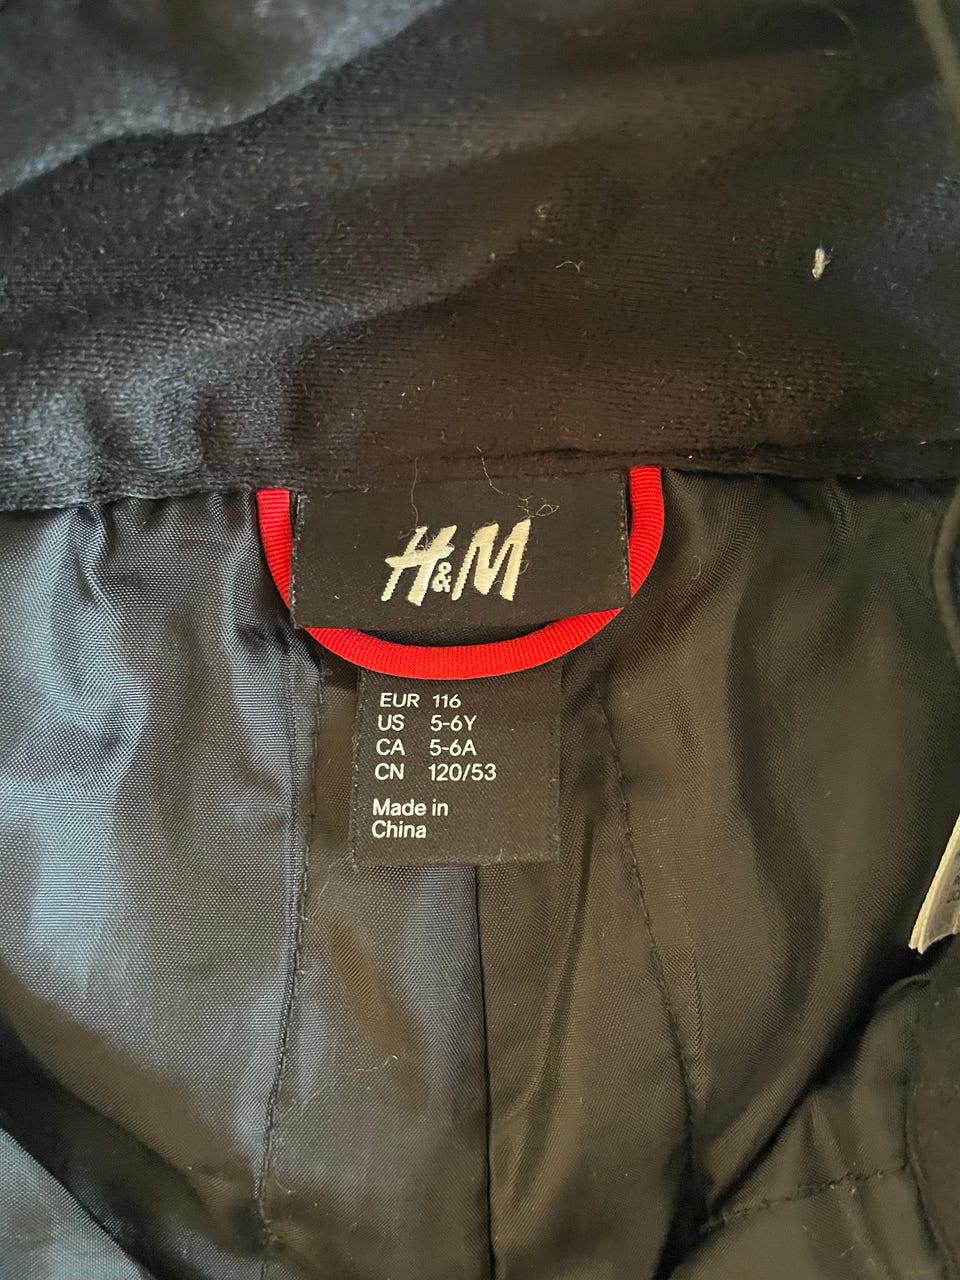 H&M
EUR 116
US 5-6Y
CA 5-6A
CN 120/53
Made in
China